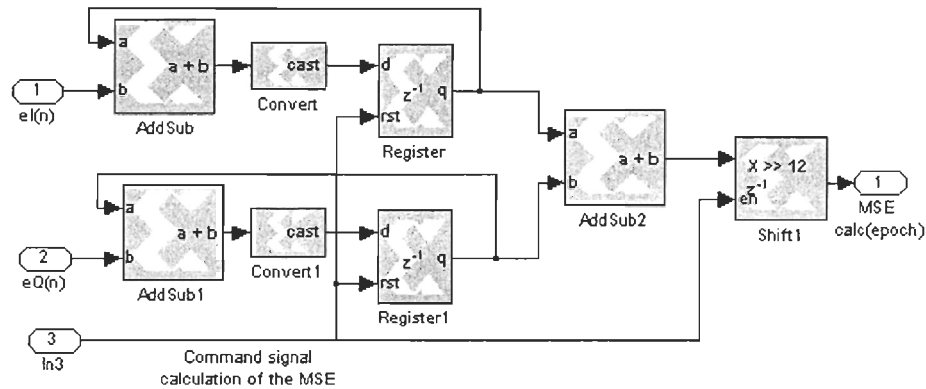 a
a + b
b
AddSub
cast
Convert
d
z⁻¹
q
rst
Register
1
eI(n)
a
a + b
b
AddSub2
X >> 12
z⁻¹
en
Shift1
1
MSE
calc(epoch)
a
a + b
b
AddSub1
cast
Convert1
d
z⁻¹
q
rst
Register1
2
eQ(n)
3
In3
Command signal
calculation of the MSE